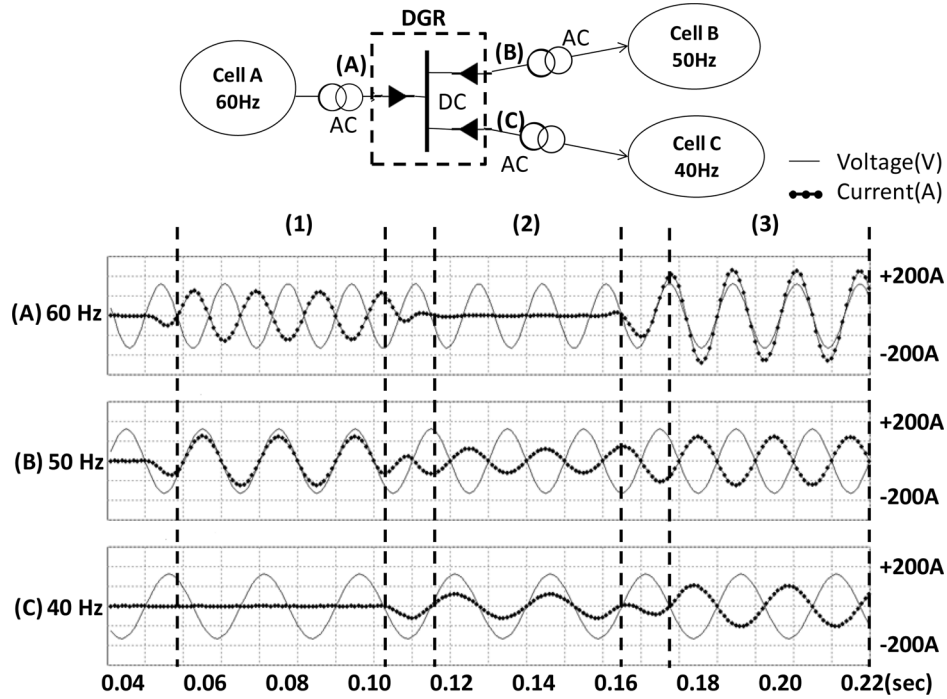 DGR
Cell A
60Hz
(A)
AC
DC
(B)
AC
Cell B
50Hz
(C)
AC
Cell C
40Hz
Voltage(V)
Current(A)
(1)
(2)
(3)
(A) 60 Hz
+200A
-200A
(B) 50 Hz
+200A
-200A
(C) 40 Hz
+200A
-200A
0.04 0.06 0.08 0.10 0.12 0.14 0.16 0.18 0.20 0.22(sec)